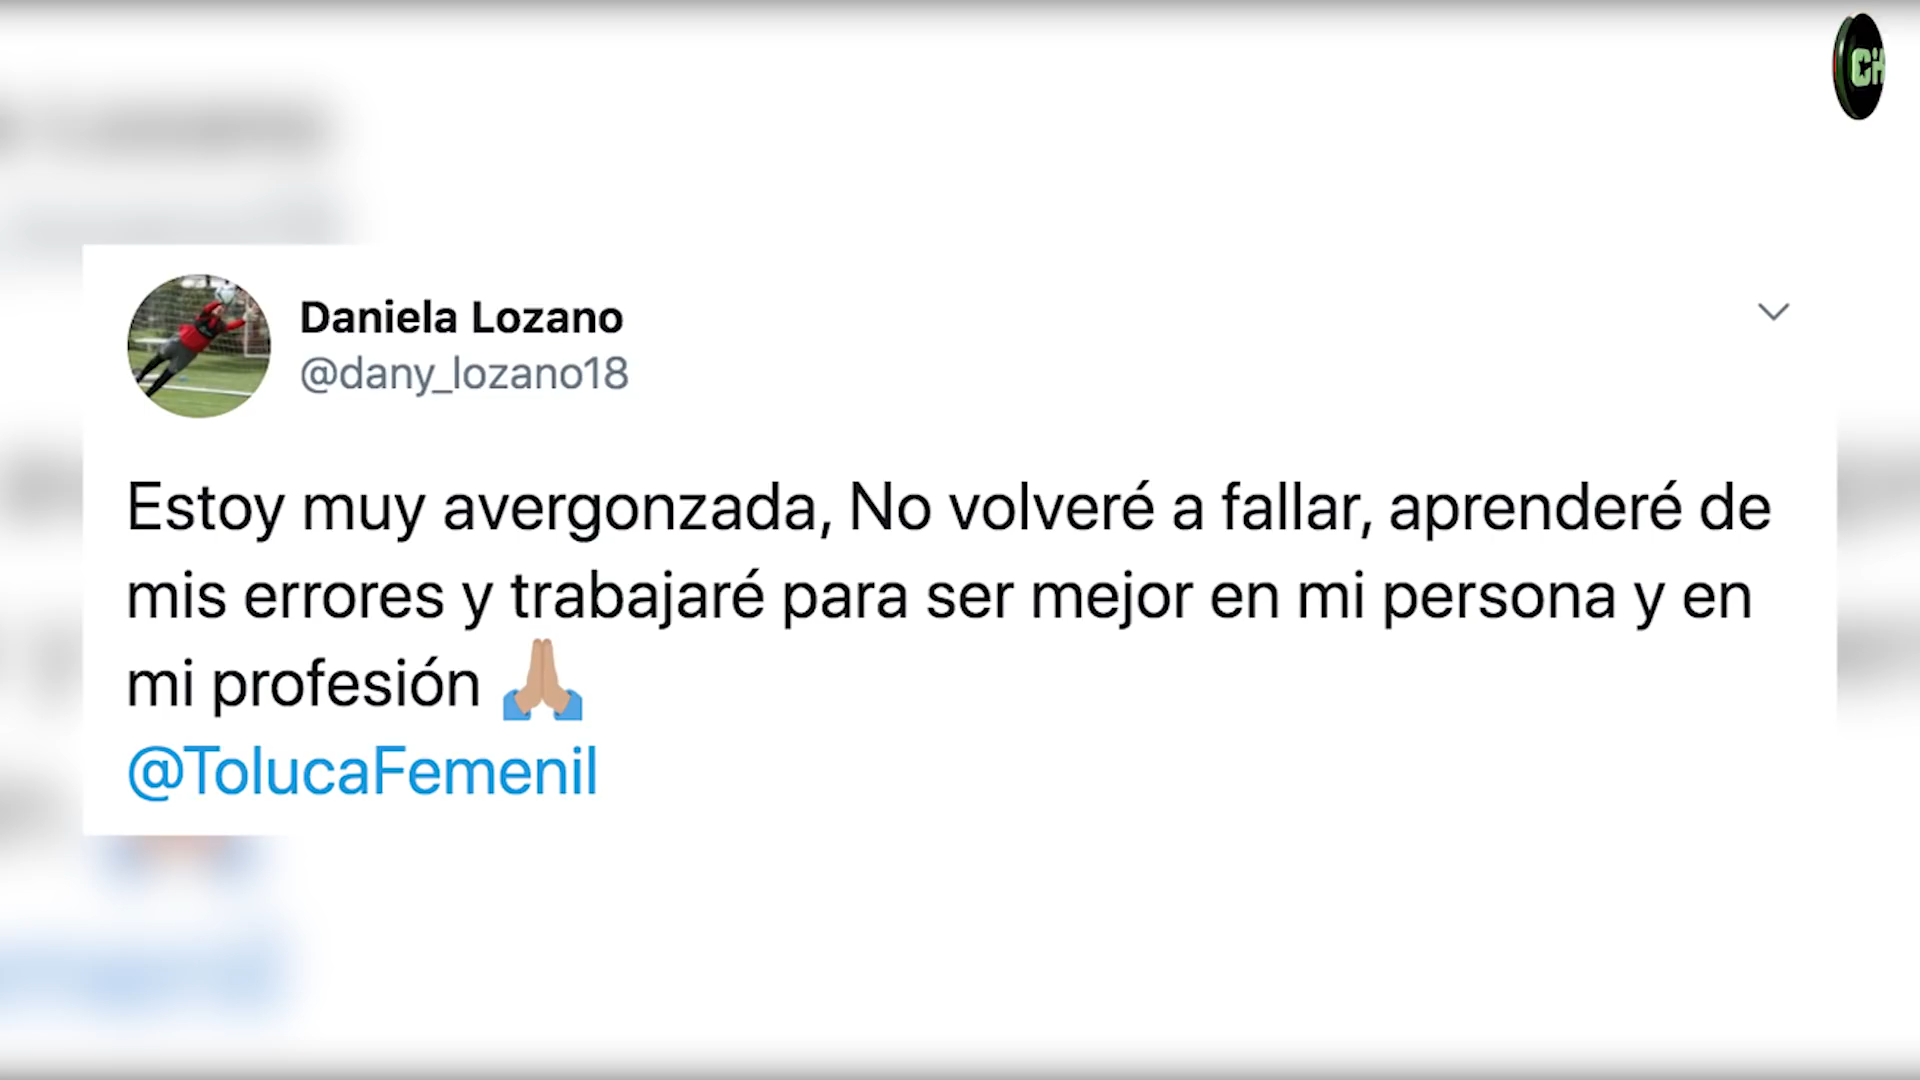 Daniela Lozano
@dany_lozano18
Estoy muy avergonzada, No volveré a fallar, aprenderé de
mis errores y trabajaré para ser mejor en mi persona y en
mi profesión 🙏🏼
@TolucaFemenil